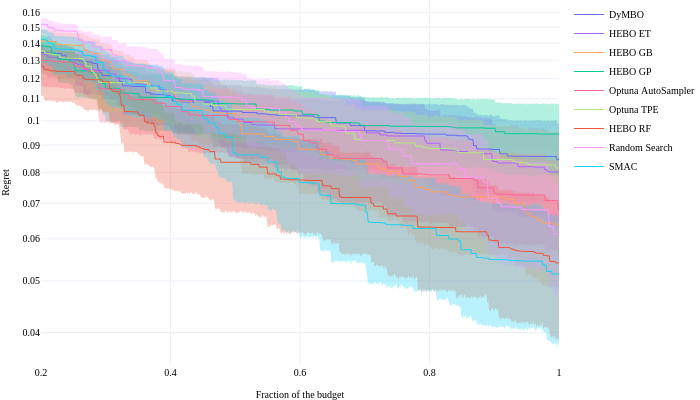 0.16
0.15
0.14
0.13
0.12
0.11
0.1
0.09
0.08
0.07
0.06
0.05
0.04
Regret
0.2
0.4
0.6
0.8
1
Fraction of the budget
DyMBO
HEBO ET
HEBO GB
HEBO GP
Optuna AutoSampler
Optuna TPE
HEBO RF
Random Search
SMAC